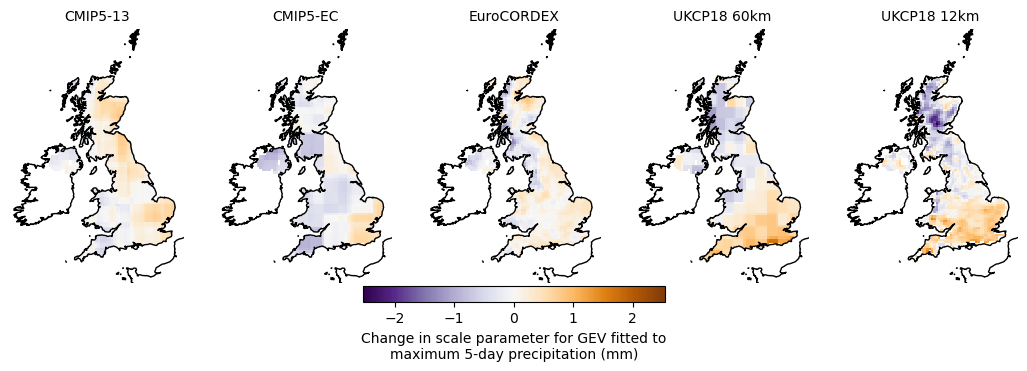 CMIP5-13
CMIP5-EC
EuroCORDEX
UKCP18 60km
UKCP18 12km
−2
−1
0
1
2
Change in scale parameter for GEV fitted to
maximum 5-day precipitation (mm)